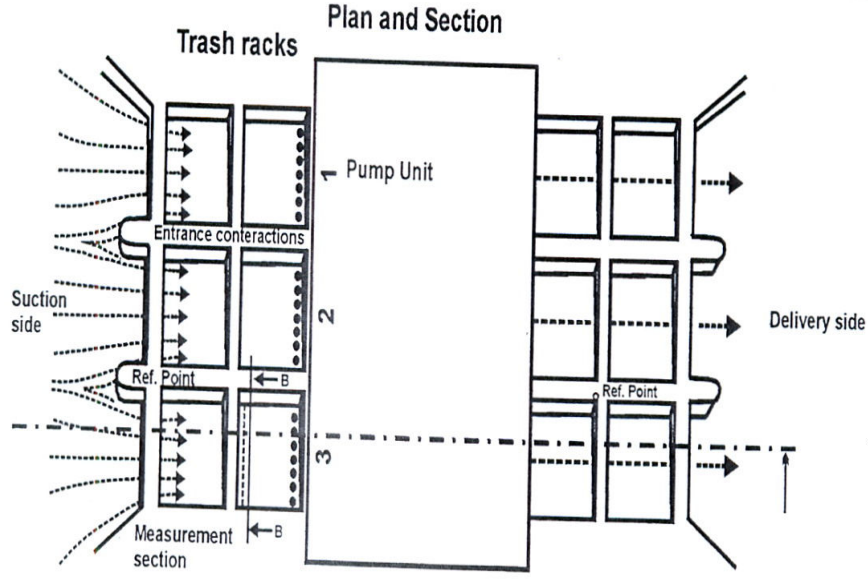 Plan and Section
Trash racks
1
Pump Unit
Entrance conteractions
Suction
side
2
Delivery side
Ref. Point
B
Ref. Point
3
Measurement
section
B